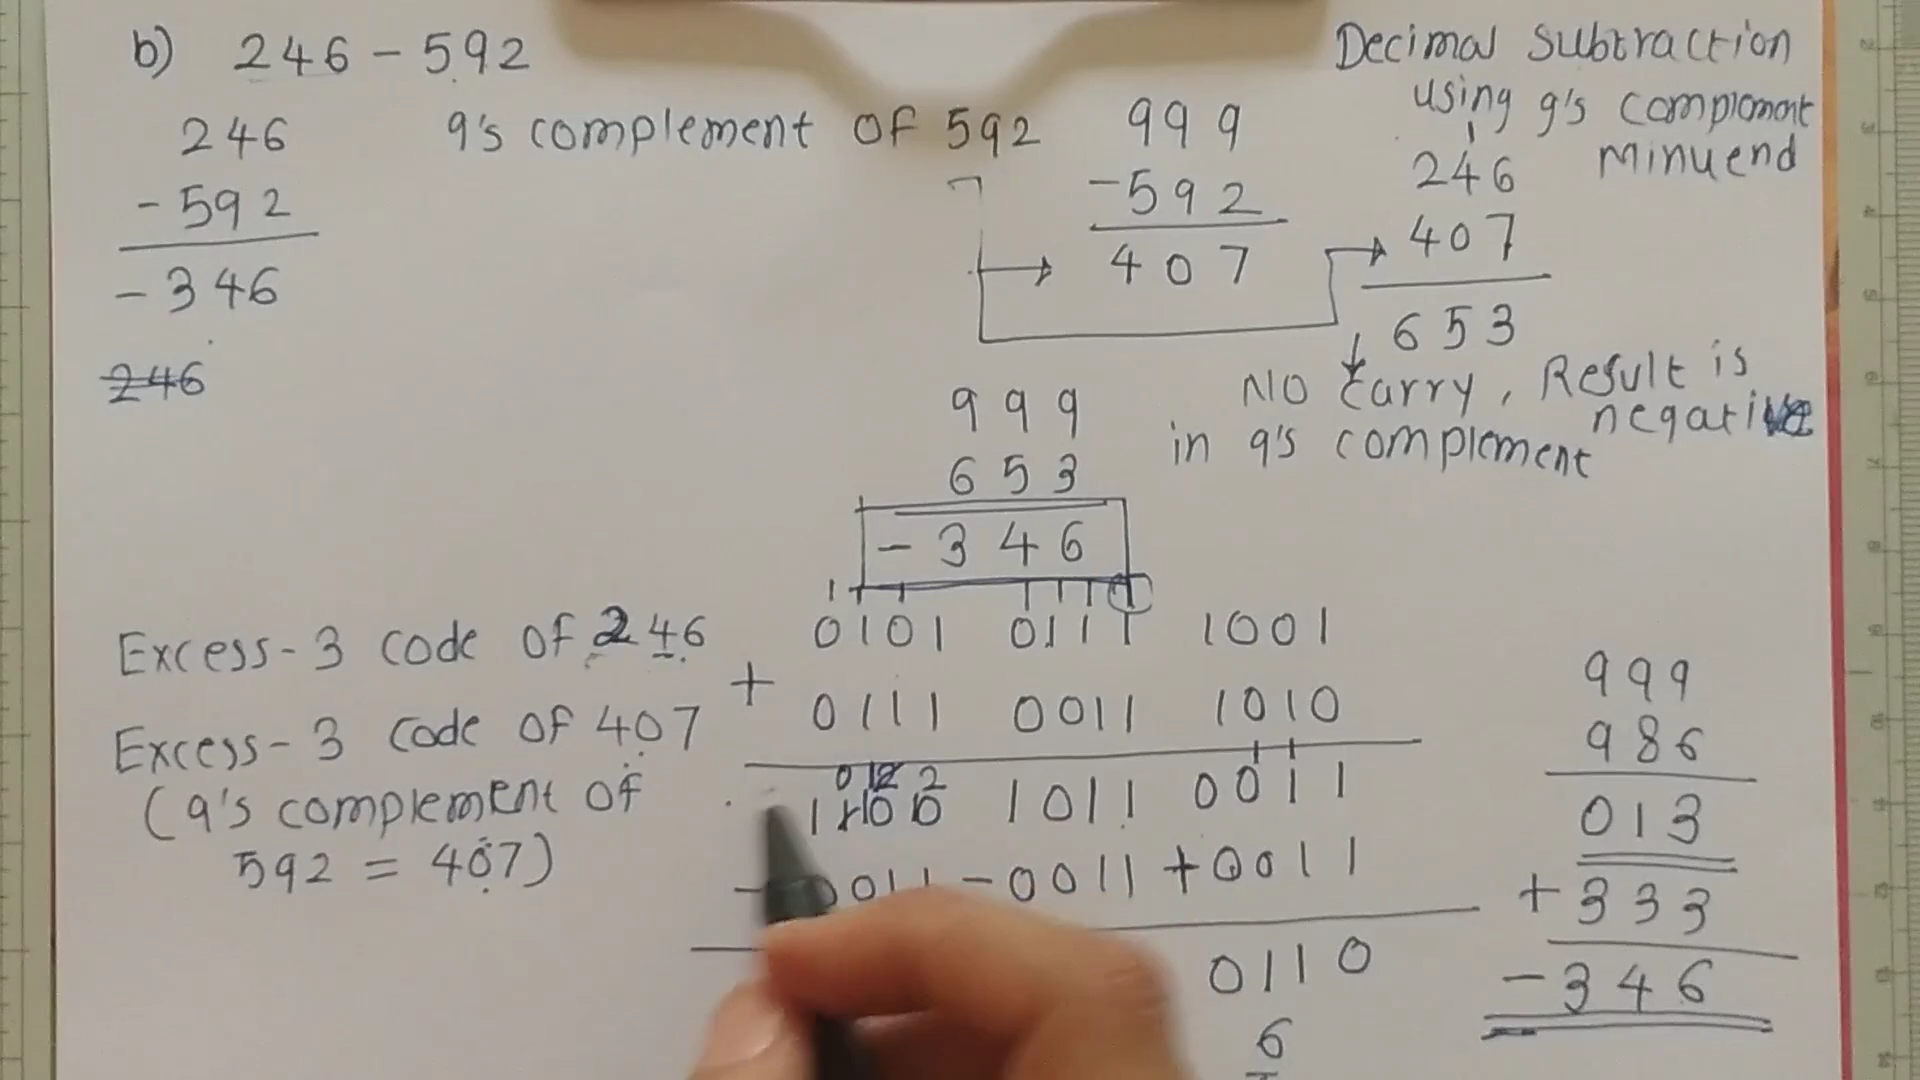 b) 246 - 592
Decimal subtraction
using 9's complement
minuend
246
- 592
- 346
246
9's complement of 592
999
- 592
407
246
407
653
No carry, Result is
negative
in 9's complement
999
653
- 346
Excess-3 code of 246 0101 0111 1001
+
Excess-3 code of 407 0111 0011 1010
(9's complement of
592 = 407)
1011 0011
- 0011 - 0011 + 0011
0110
6
999
986
013
+ 333
- 346